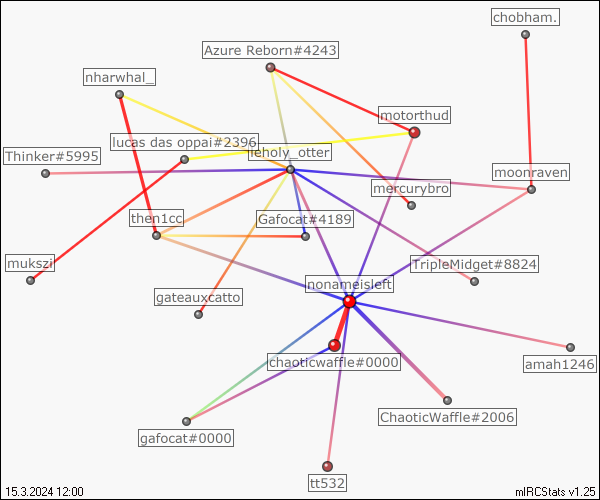 chobham.
Azure Reborn#4243
nharwhal_
motorthud
lucas das oppai#2396
leholy_otter
Thinker#5995
moonraven
mercurybro
then1cc
Gafocat#4189
mukszi
TripleMidget#8824
nonameisleft
gateauxcatto
chaoticwaffle#0000
amah1246
ChaoticWaffle#2006
gafocat#0000
tt532
15.3.2024 12:00
mIRCStats v1.25